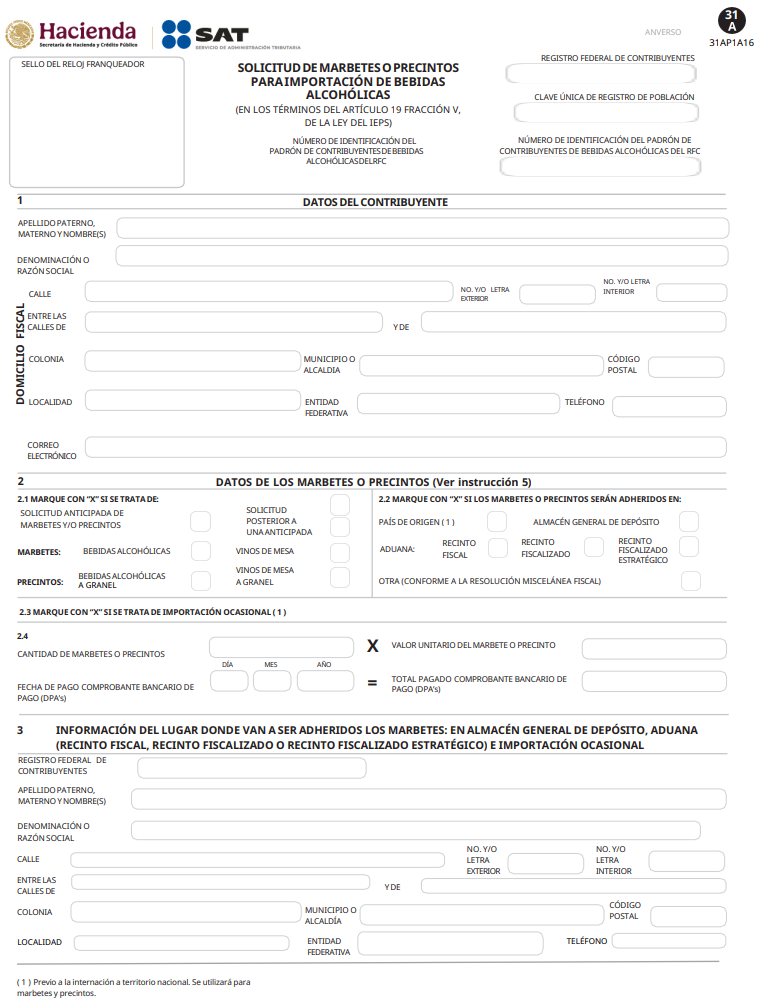 Hacienda
Secretaría de Hacienda y Crédito Público
SAT
SERVICIO DE ADMINISTRACIÓN TRIBUTARIA
ANVERSO
31
A
31AP1A16
SELLO DEL RELOJ FRANQUEADOR
SOLICITUD DE MARBETES O PRECINTOS
PARA IMPORTACIÓN DE BEBIDAS
ALCOHÓLICAS
(EN LOS TÉRMINOS DEL ARTÍCULO 19 FRACCIÓN V,
DE LA LEY DEL IEPS)
NÚMERO DE IDENTIFICACIÓN DEL
PADRÓN DE CONTRIBUYENTES DE BEBIDAS
ALCOHÓLICAS DEL RFC
REGISTRO FEDERAL DE CONTRIBUYENTES
CLAVE ÚNICA DE REGISTRO DE POBLACIÓN
NÚMERO DE IDENTIFICACIÓN DEL PADRÓN DE
CONTRIBUYENTES DE BEBIDAS ALCOHÓLICAS DEL RFC
1 DATOS DEL CONTRIBUYENTE
APELLIDO PATERNO,
MATERNO Y NOMBRE(S)
DENOMINACIÓN O
RAZÓN SOCIAL
DOMICILIO FISCAL
CALLE
NO. Y/O LETRA
EXTERIOR
NO. Y/O LETRA
INTERIOR
ENTRE LAS
CALLES DE
Y DE
COLONIA
MUNICIPIO O
ALCALDIA
CÓDIGO
POSTAL
LOCALIDAD
ENTIDAD
FEDERATIVA
TELÉFONO
CORREO
ELECTRÓNICO
2 DATOS DE LOS MARBETES O PRECINTOS (Ver instrucción 5)
2.1 MARQUE CON "X" SI SE TRATA DE:
SOLICITUD ANTICIPADA DE
MARBETES Y/O PRECINTOS
SOLICITUD
POSTERIOR A
UNA ANTICIPADA
MARBETES: BEBIDAS ALCOHÓLICAS
VINOS DE MESA
PRECINTOS: BEBIDAS ALCOHÓLICAS
A GRANEL
VINOS DE MESA
A GRANEL
2.2 MARQUE CON "X" SI LOS MARBETES O PRECINTOS SERÁN ADHERIDOS EN:
PAÍS DE ORIGEN ( 1 )
ALMACÉN GENERAL DE DEPÓSITO
ADUANA:
RECINTO
FISCAL
RECINTO
FISCALIZADO
RECINTO
FISCALIZADO
ESTRATÉGICO
OTRA (CONFORME A LA RESOLUCIÓN MISCELÁNEA FISCAL)
2.3 MARQUE CON "X" SI SE TRATA DE IMPORTACIÓN OCASIONAL ( 1 )
2.4
CANTIDAD DE MARBETES O PRECINTOS
X
VALOR UNITARIO DEL MARBETE O PRECINTO
DÍA MES AÑO
FECHA DE PAGO COMPROBANTE BANCARIO DE
PAGO (DPA's)
=
TOTAL PAGADO COMPROBANTE BANCARIO DE
PAGO (DPA's)
3 INFORMACIÓN DEL LUGAR DONDE VAN A SER ADHERIDOS LOS MARBETES: EN ALMACÉN GENERAL DE DEPÓSITO, ADUANA
(RECINTO FISCAL, RECINTO FISCALIZADO O RECINTO FISCALIZADO ESTRATÉGICO) E IMPORTACIÓN OCASIONAL
REGISTRO FEDERAL DE
CONTRIBUYENTES
APELLIDO PATERNO,
MATERNO Y NOMBRE(S)
DENOMINACIÓN O
RAZÓN SOCIAL
CALLE
NO. Y/O
LETRA
EXTERIOR
NO. Y/O
LETRA
INTERIOR
ENTRE LAS
CALLES DE
Y DE
COLONIA
MUNICIPIO O
ALCALDÍA
CÓDIGO
POSTAL
LOCALIDAD
ENTIDAD
FEDERATIVA
TELÉFONO
( 1 ) Previo a la internación a territorio nacional. Se utilizará para
marbetes y precintos.